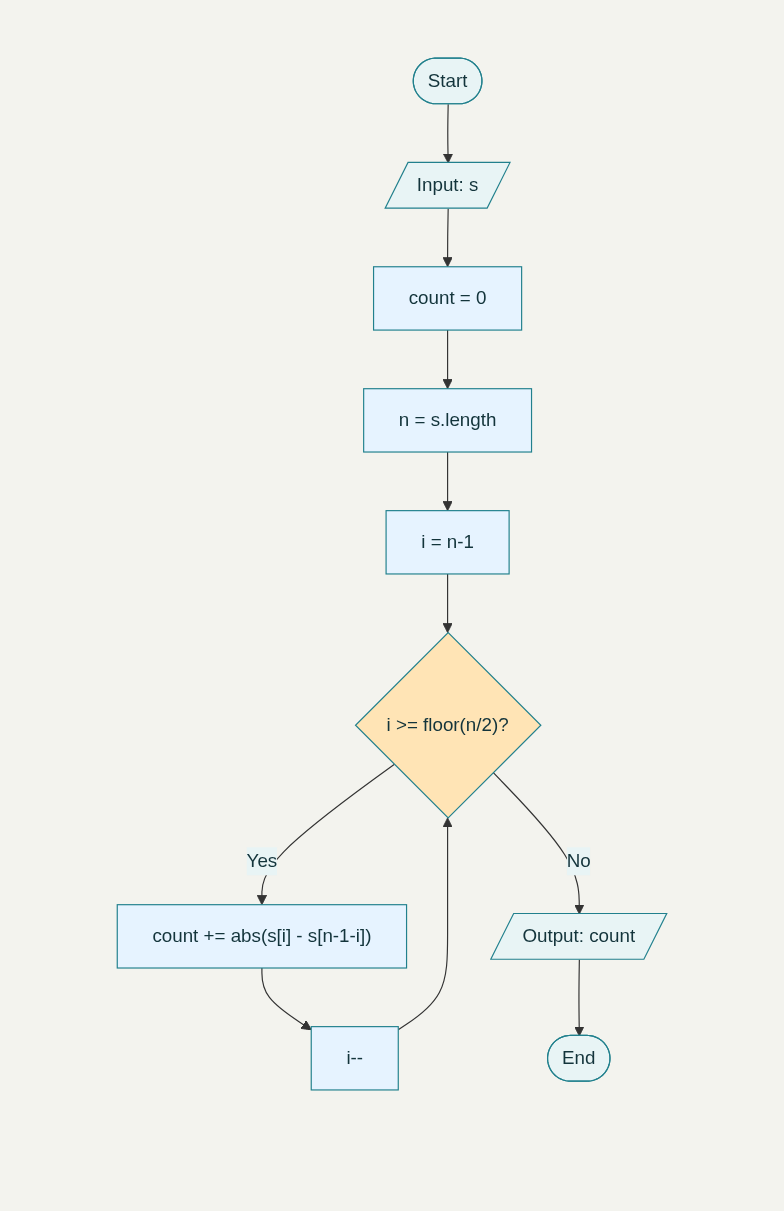 Start
Input: s
count = 0
n = s.length
i = n-1
i >= floor(n/2)?
Yes
No
count += abs(s[i] - s[n-1-i])
Output: count
i--
End